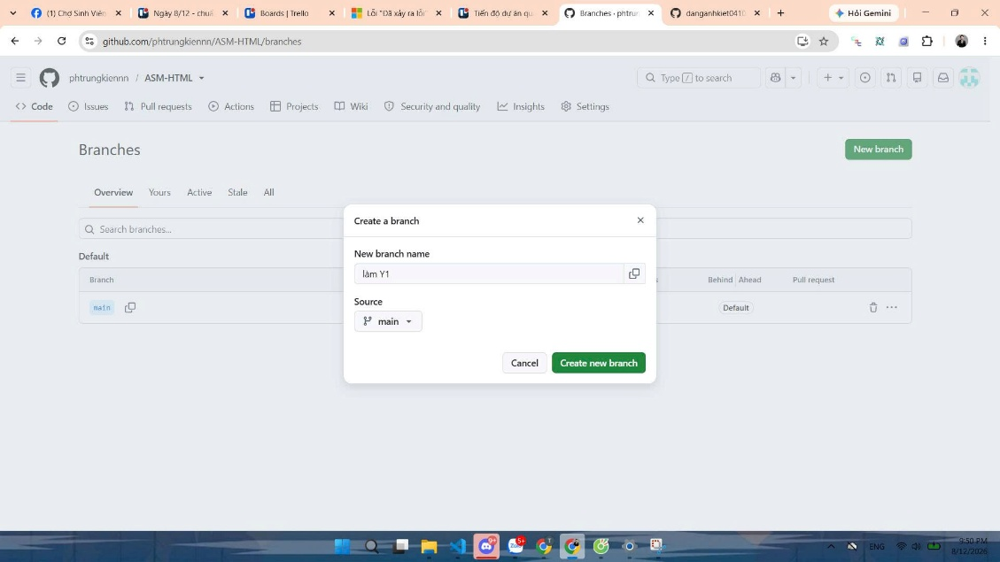 (1) Chợ Sinh Viên
Ngày 8/12 - chuẩ
Boards | Trello
Lỗi "Đã xảy ra lỗi"
Tiến độ dự án qu
Branches · phtrun
danganhkiet0410
Hỏi Gemini
github.com/phtrungkiennn/ASM-HTML/branches
phtrungkiennn / ASM-HTML
Type / to search
Code
Issues
Pull requests
Actions
Projects
Wiki
Security and quality
Insights
Settings
Branches
New branch
Overview
Yours
Active
Stale
All
Search branches...
Default
Branch
Behind
Ahead
Pull request
main
Default
Create a branch
New branch name
làm Y1
Source
main
Cancel
Create new branch
9+
5+
ENG
9:50 PM
8/12/2026